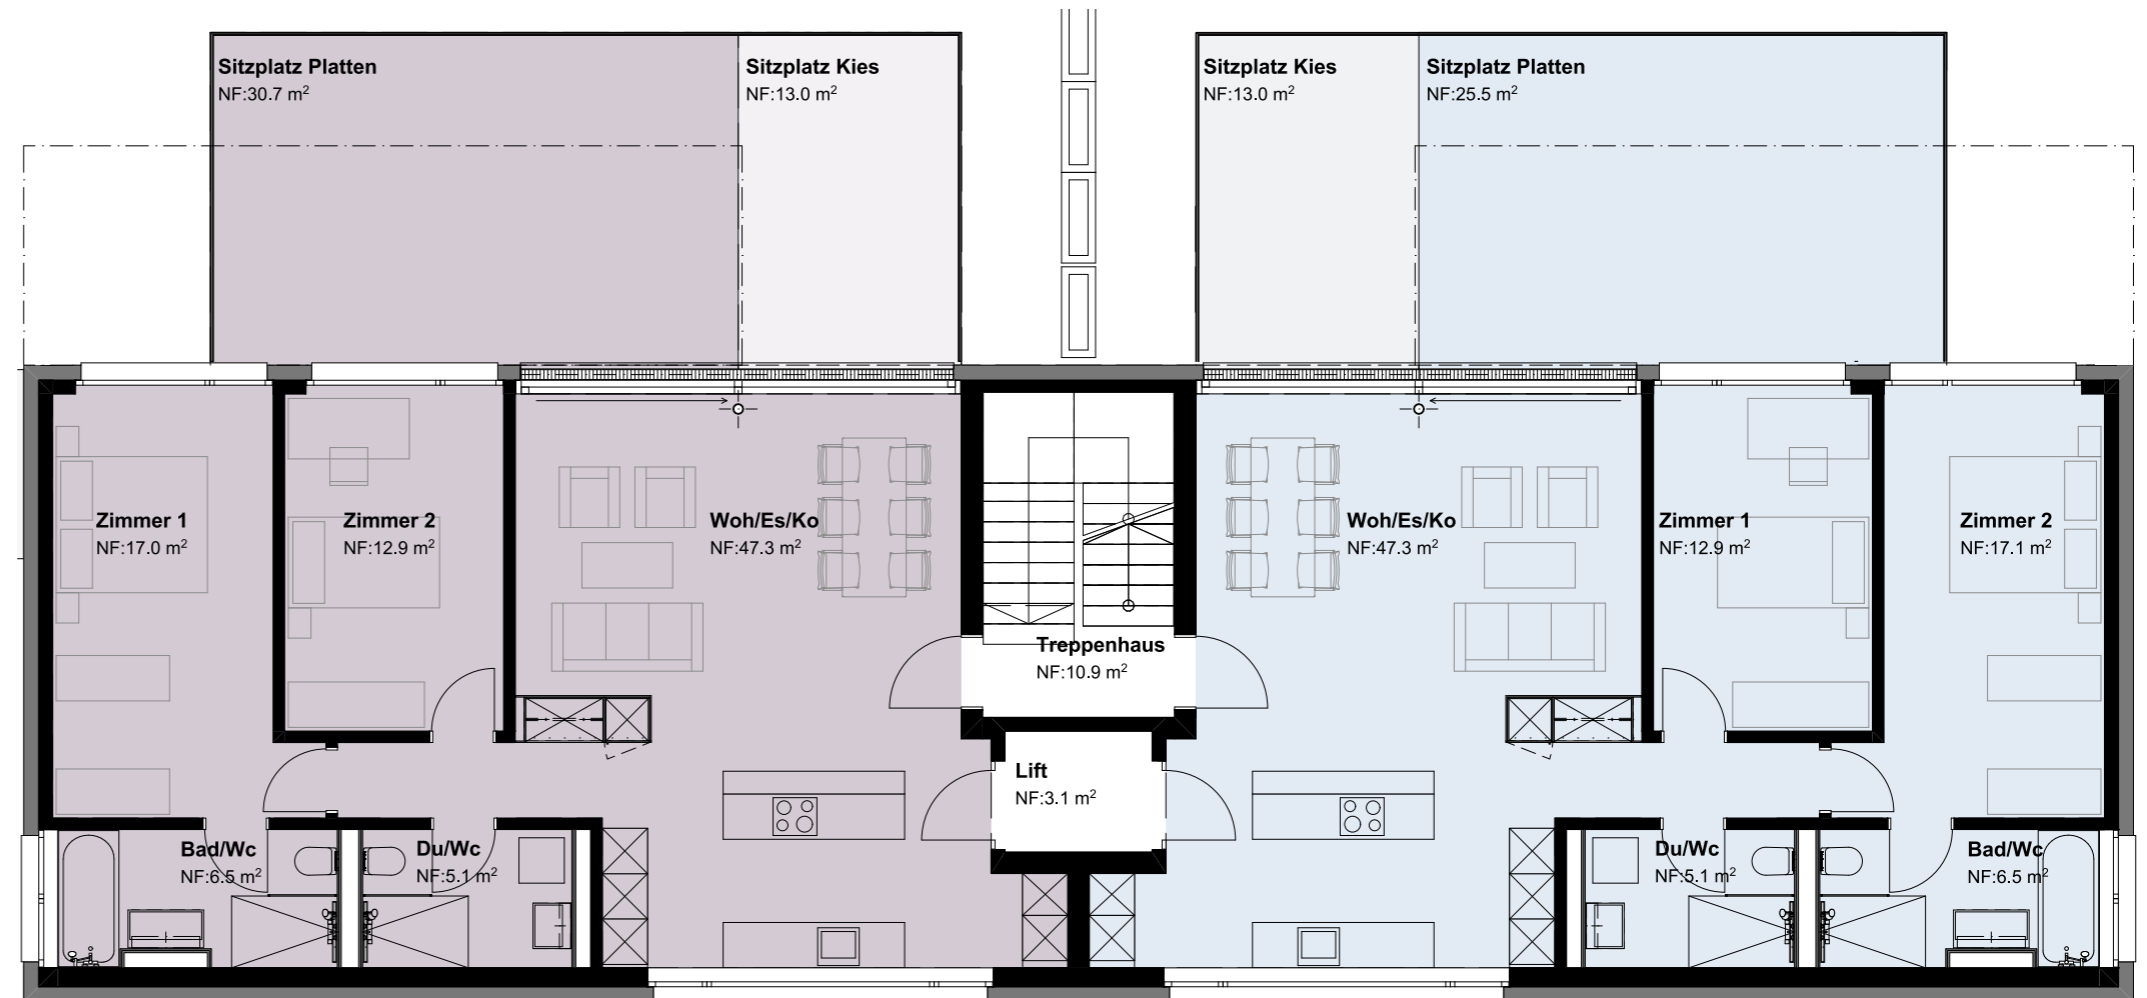 Sitzplatz Platten
NF:30.7 m²
Sitzplatz Kies
NF:13.0 m²
Sitzplatz Kies
NF:13.0 m²
Sitzplatz Platten
NF:25.5 m²
Zimmer 1
NF:17.0 m²
Zimmer 2
NF:12.9 m²
Woh/Es/Ko
NF:47.3 m²
Woh/Es/Ko
NF:47.3 m²
Zimmer 1
NF:12.9 m²
Zimmer 2
NF:17.1 m²
Treppenhaus
NF:10.9 m²
Lift
NF:3.1 m²
Bad/Wc
NF:6.5 m²
Du/Wc
NF:5.1 m²
Du/Wc
NF:5.1 m²
Bad/Wc
NF:6.5 m²